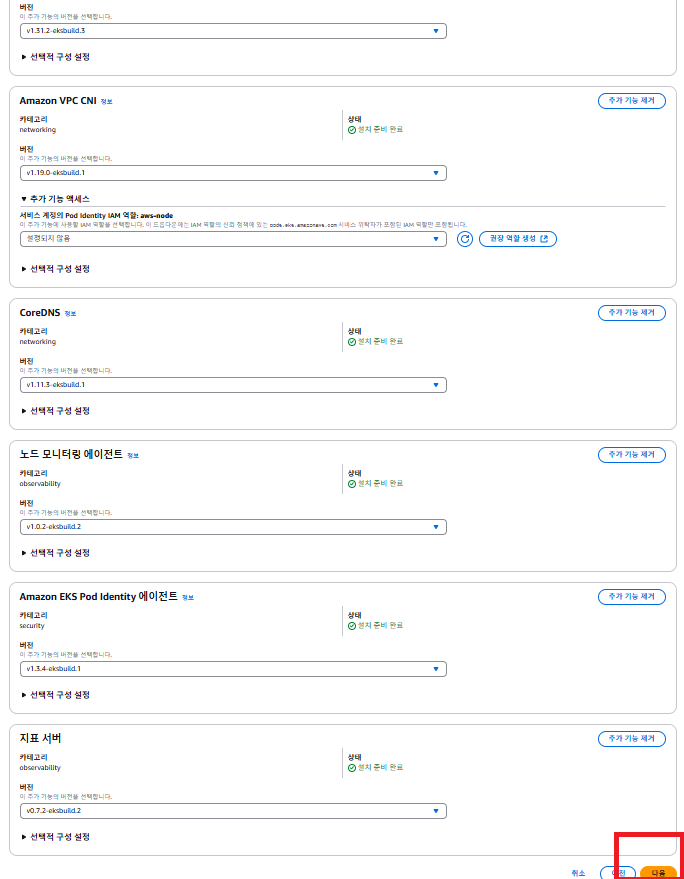 버전
이 추가 기능의 버전을 선택합니다.
v1.31.2-eksbuild.3
선택적 구성 설정
Amazon VPC CNI 정보
추가 기능 제거
카테고리
networking
상태
설치 준비 완료
버전
이 추가 기능의 버전을 선택합니다.
v1.19.0-eksbuild.1
추가 기능 액세스
서비스 계정의 Pod Identity IAM 역할: aws-node
이 추가 기능에 사용할 IAM 역할을 선택합니다. 이 드롭다운에는 IAM 역할의 신뢰 정책에 있는 pods.eks.amazonaws.com 서비스 위탁자가 포함된 IAM 역할만 포함됩니다.
설정되지 않음
권장 역할 생성
선택적 구성 설정
CoreDNS 정보
추가 기능 제거
카테고리
networking
상태
설치 준비 완료
버전
이 추가 기능의 버전을 선택합니다.
v1.11.3-eksbuild.1
선택적 구성 설정
노드 모니터링 에이전트 정보
추가 기능 제거
카테고리
observability
상태
설치 준비 완료
버전
이 추가 기능의 버전을 선택합니다.
v1.0.2-eksbuild.2
선택적 구성 설정
Amazon EKS Pod Identity 에이전트 정보
추가 기능 제거
카테고리
security
상태
설치 준비 완료
버전
이 추가 기능의 버전을 선택합니다.
v1.3.4-eksbuild.1
선택적 구성 설정
지표 서버
추가 기능 제거
카테고리
observability
상태
설치 준비 완료
버전
이 추가 기능의 버전을 선택합니다.
v0.7.2-eksbuild.2
선택적 구성 설정
취소
이전
다음